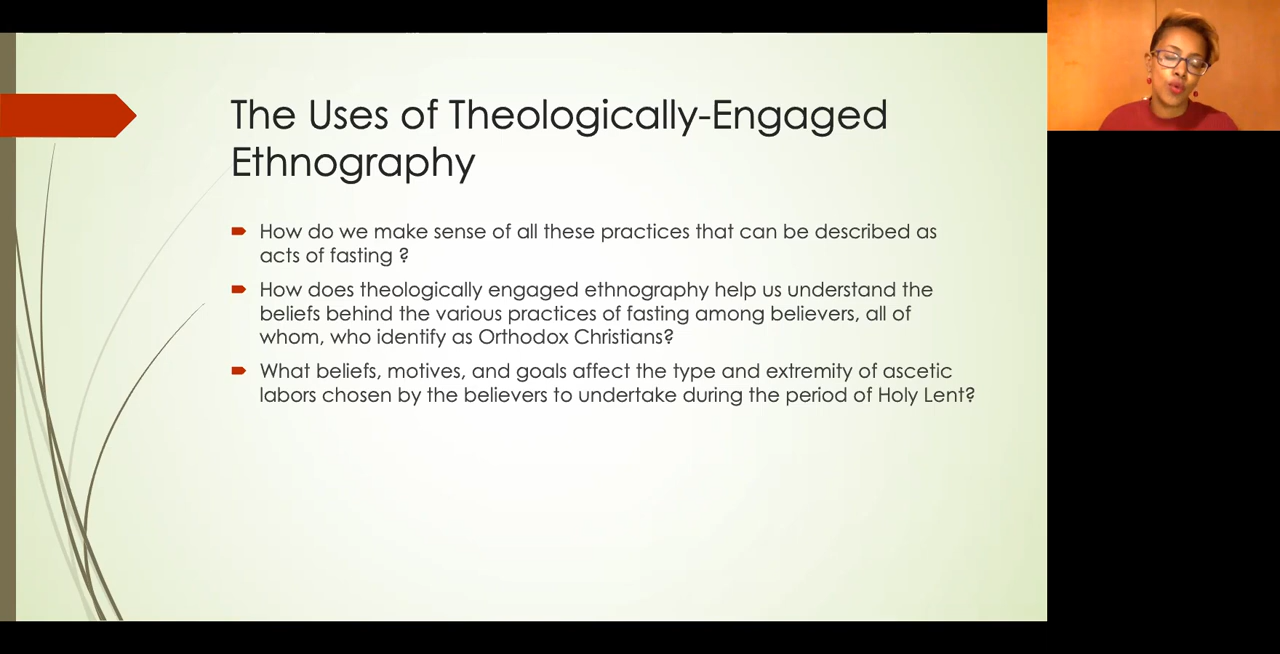 The Uses of Theologically-Engaged
Ethnography
How do we make sense of all these practices that can be described as
acts of fasting ?
How does theologically engaged ethnography help us understand the
beliefs behind the various practices of fasting among believers, all of
whom, who identify as Orthodox Christians?
What beliefs, motives, and goals affect the type and extremity of ascetic
labors chosen by the believers to undertake during the period of Holy Lent?